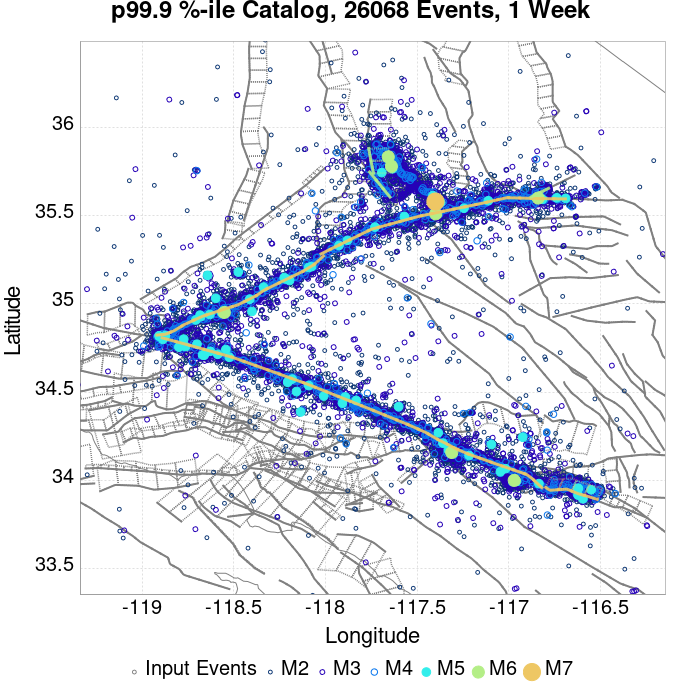 p99.9 %-ile Catalog, 26068 Events, 1 Week
36
35.5
35
34.5
34
33.5
Latitude
-119 -118.5 -118 -117.5 -117 -116.5
Longitude
Input Events M2 M3 M4 M5 M6 M7